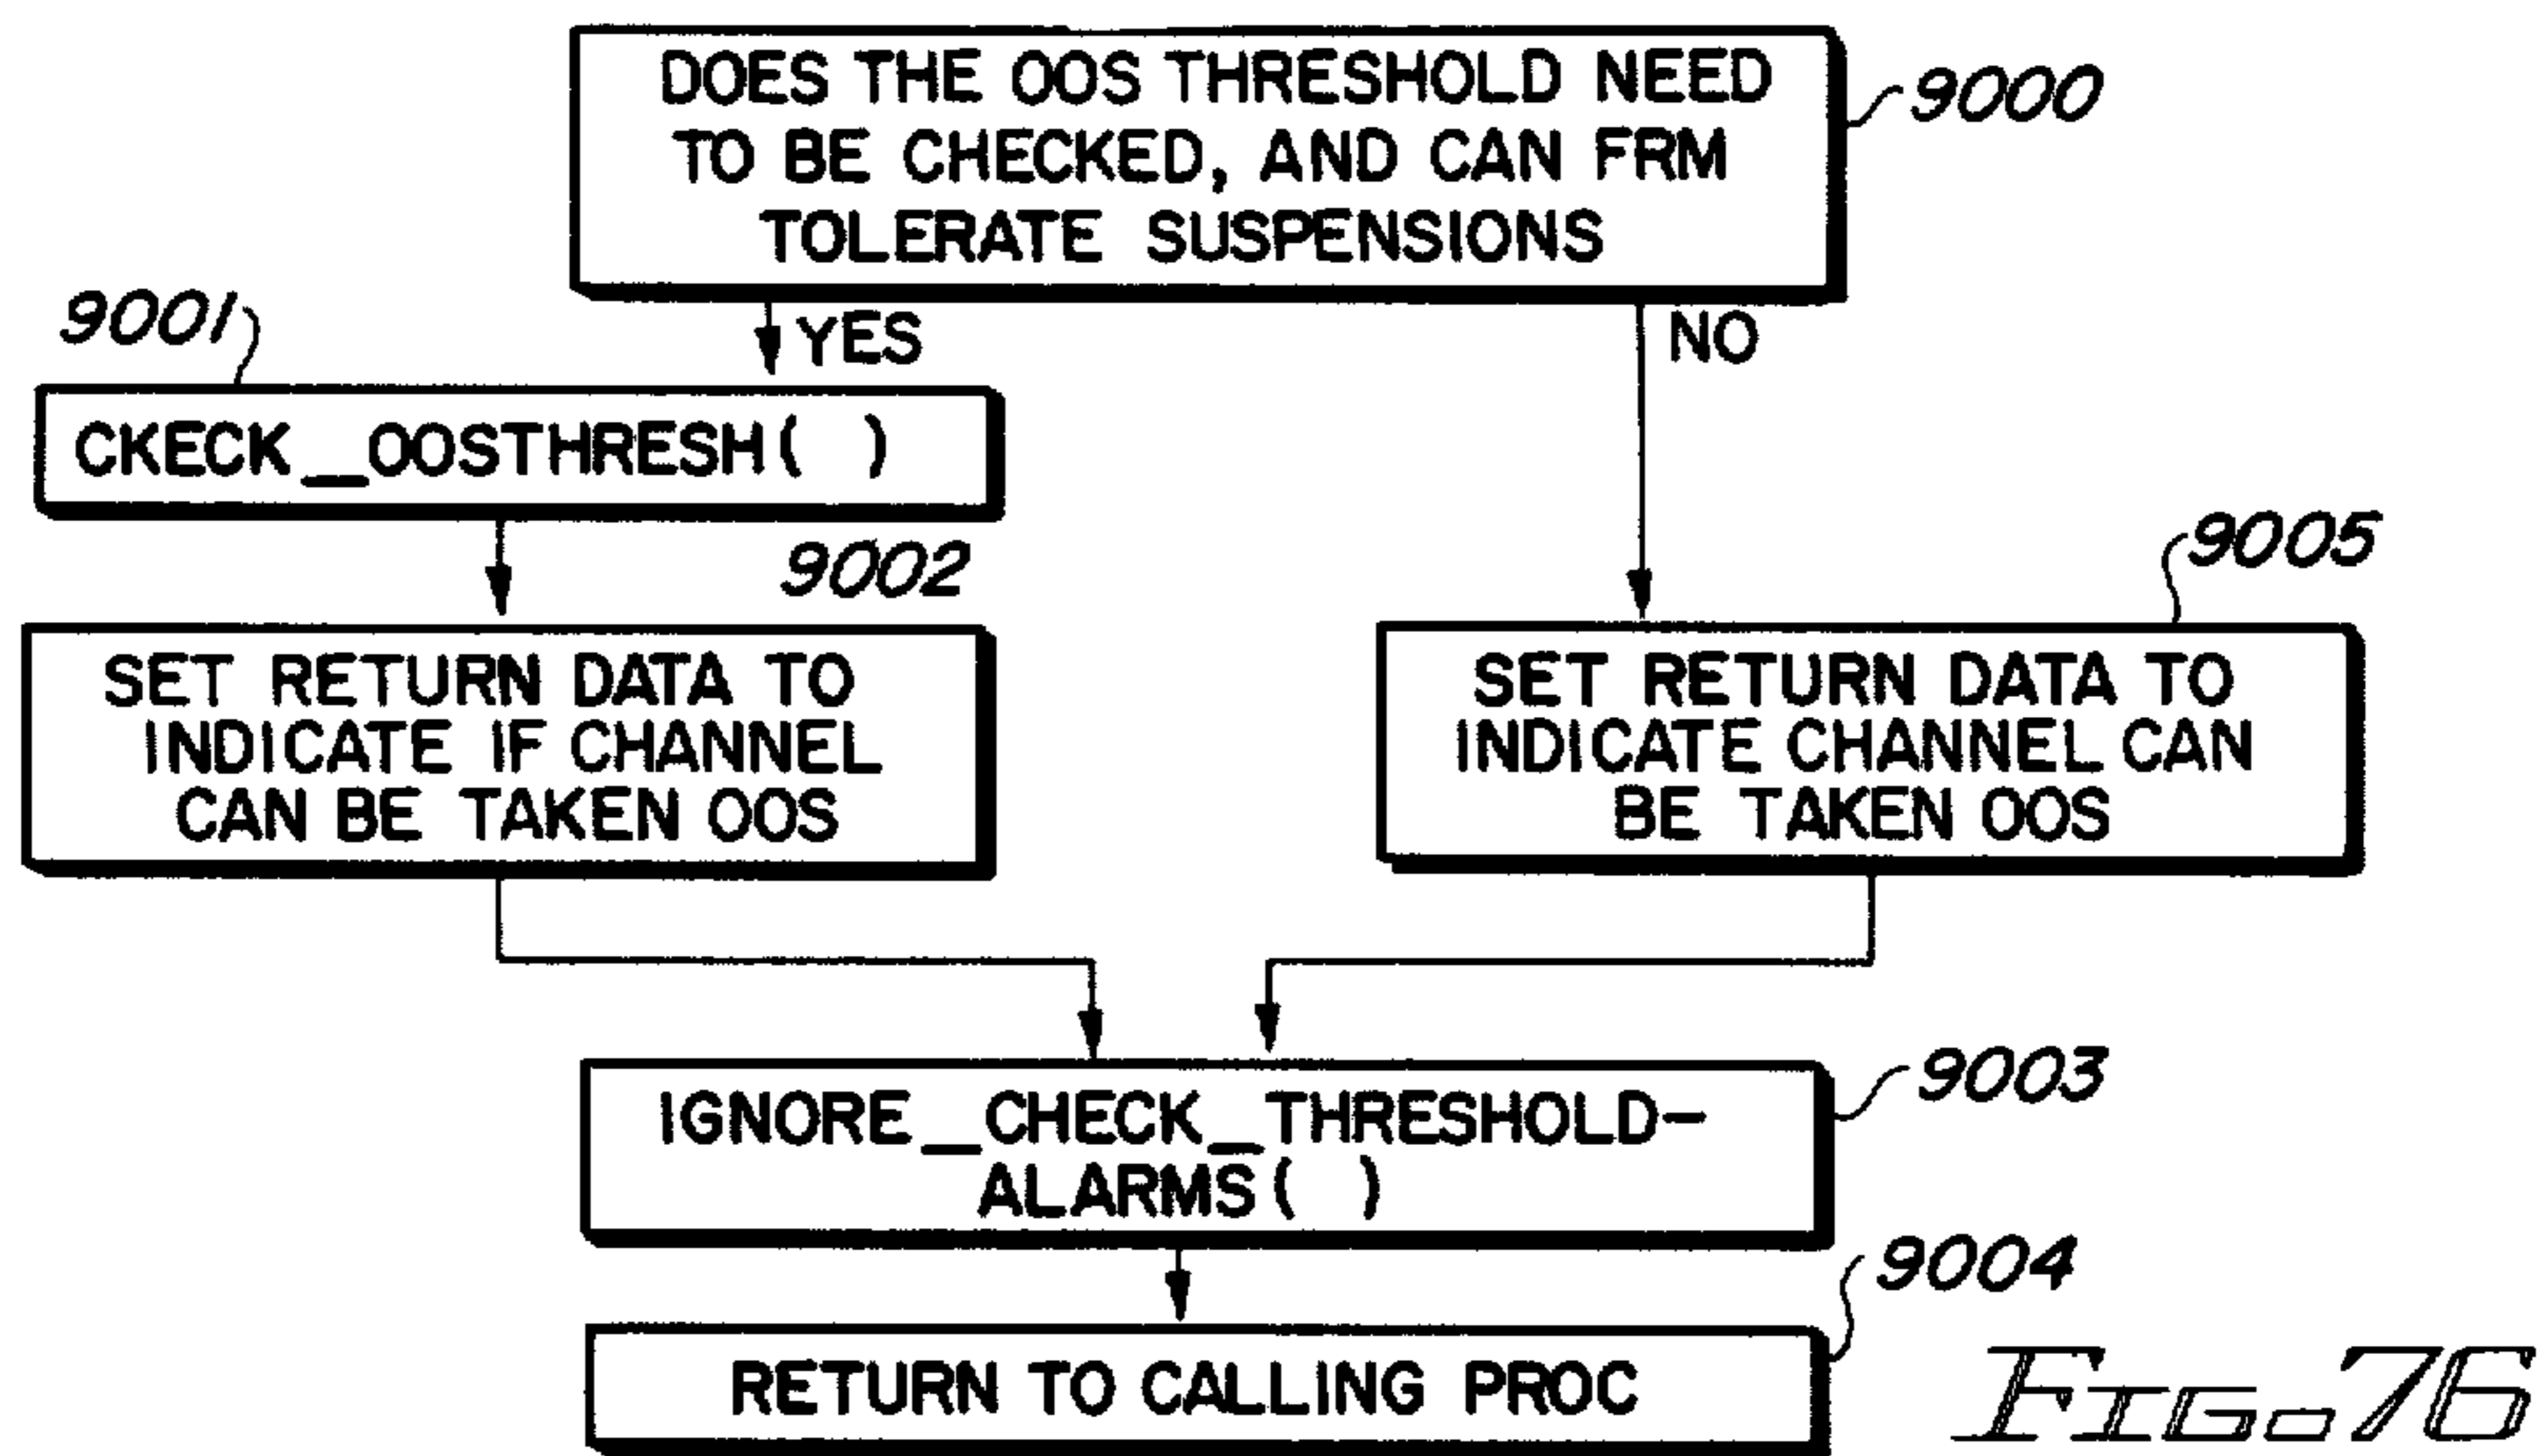 DOES THE OOS THRESHOLD NEED
TO BE CHECKED, AND CAN FRM
TOLERATE SUSPENSIONS
9000
YES
NO
9001
CKECK_OOSTHRESH( )
9002
SET RETURN DATA TO
INDICATE IF CHANNEL
CAN BE TAKEN OOS
9005
SET RETURN DATA TO
INDICATE CHANNEL CAN
BE TAKEN OOS
IGNORE_CHECK_THRESHOLD-
ALARMS( )
9003
9004
RETURN TO CALLING PROC
FIG. 76